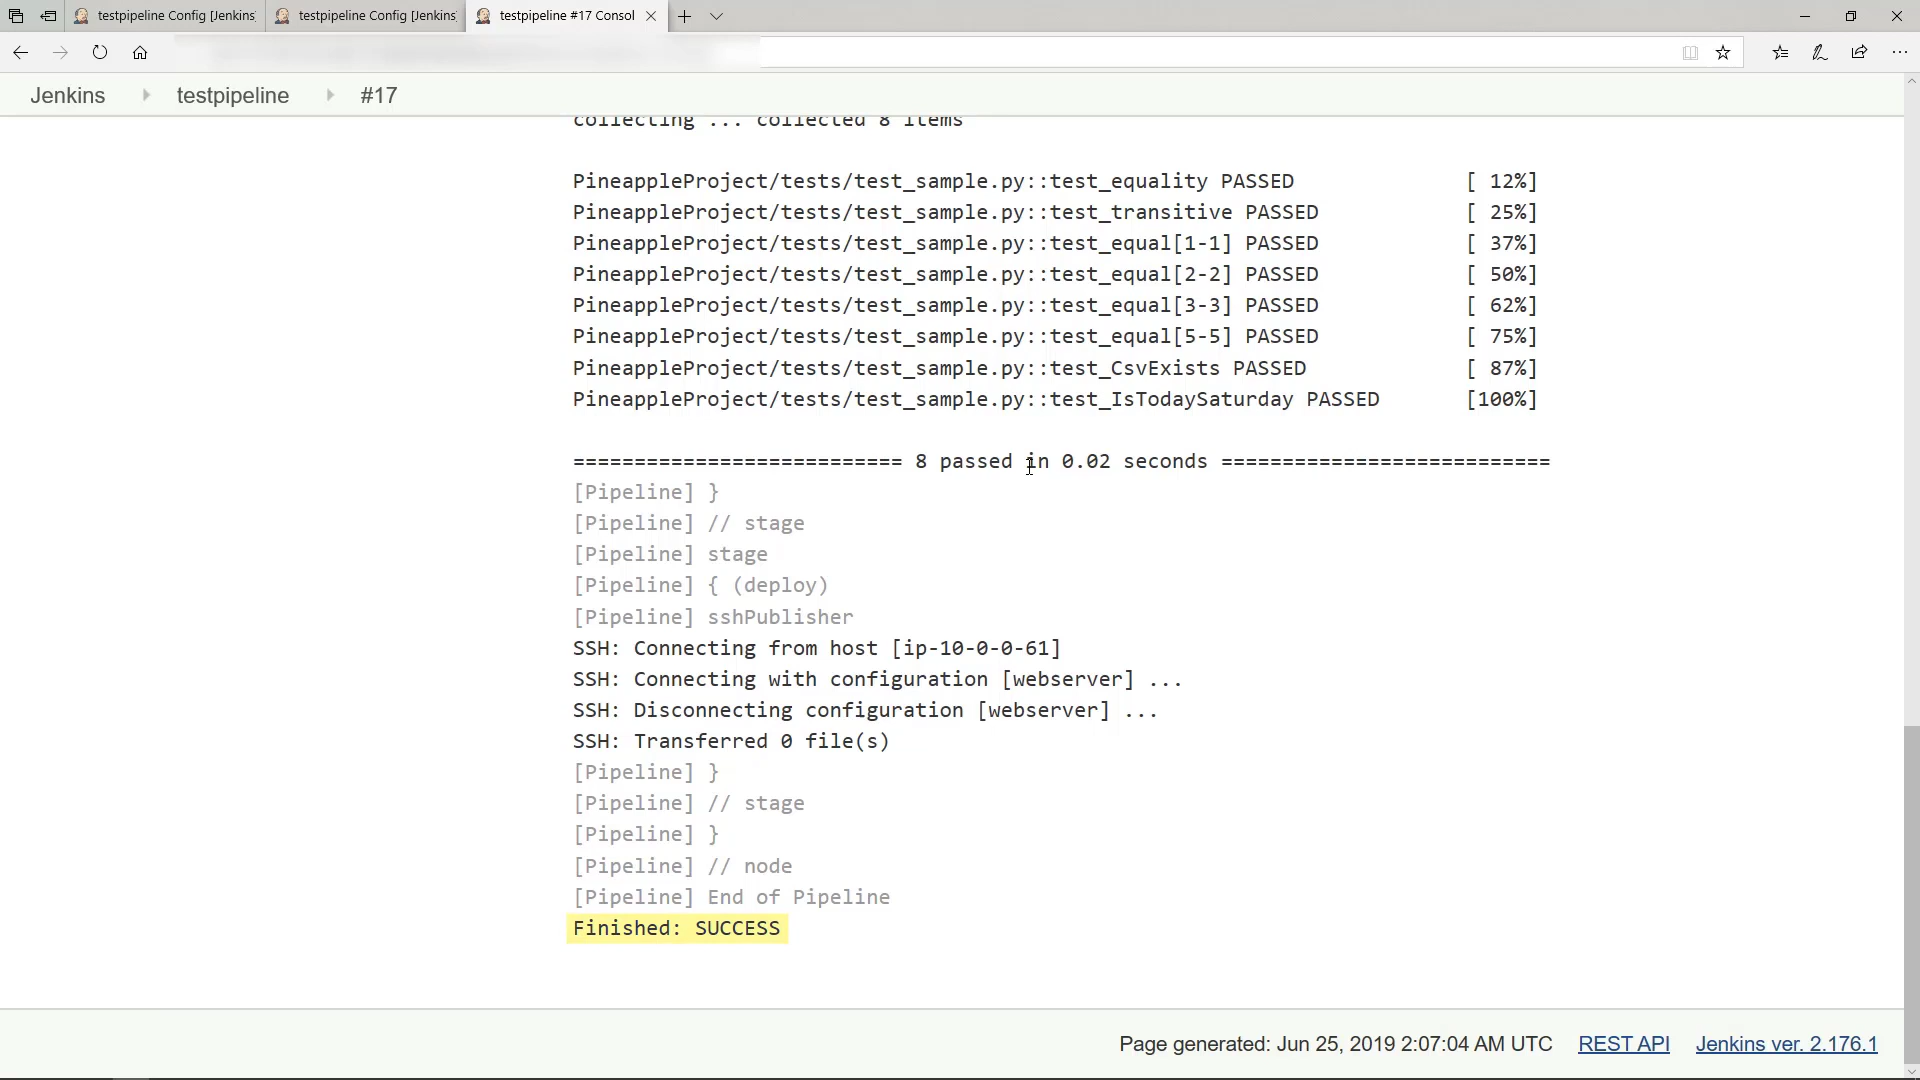 testpipeline Config [Jenkins]
testpipeline Config [Jenkins]
testpipeline #17 Consol
Jenkins
testpipeline
#17
collecting ... collected 8 items
PineappleProject/tests/test_sample.py::test_equality PASSED [ 12%]
PineappleProject/tests/test_sample.py::test_transitive PASSED [ 25%]
PineappleProject/tests/test_sample.py::test_equal[1-1] PASSED [ 37%]
PineappleProject/tests/test_sample.py::test_equal[2-2] PASSED [ 50%]
PineappleProject/tests/test_sample.py::test_equal[3-3] PASSED [ 62%]
PineappleProject/tests/test_sample.py::test_equal[5-5] PASSED [ 75%]
PineappleProject/tests/test_sample.py::test_CsvExists PASSED [ 87%]
PineappleProject/tests/test_sample.py::test_IsTodaySaturday PASSED [100%]
=========================== 8 passed in 0.02 seconds ===========================
[Pipeline] }
[Pipeline] // stage
[Pipeline] stage
[Pipeline] { (deploy)
[Pipeline] sshPublisher
SSH: Connecting from host [ip-10-0-0-61]
SSH: Connecting with configuration [webserver] ...
SSH: Disconnecting configuration [webserver] ...
SSH: Transferred 0 file(s)
[Pipeline] }
[Pipeline] // stage
[Pipeline] }
[Pipeline] // node
[Pipeline] End of Pipeline
Finished: SUCCESS
Page generated: Jun 25, 2019 2:07:04 AM UTC REST API Jenkins ver. 2.176.1